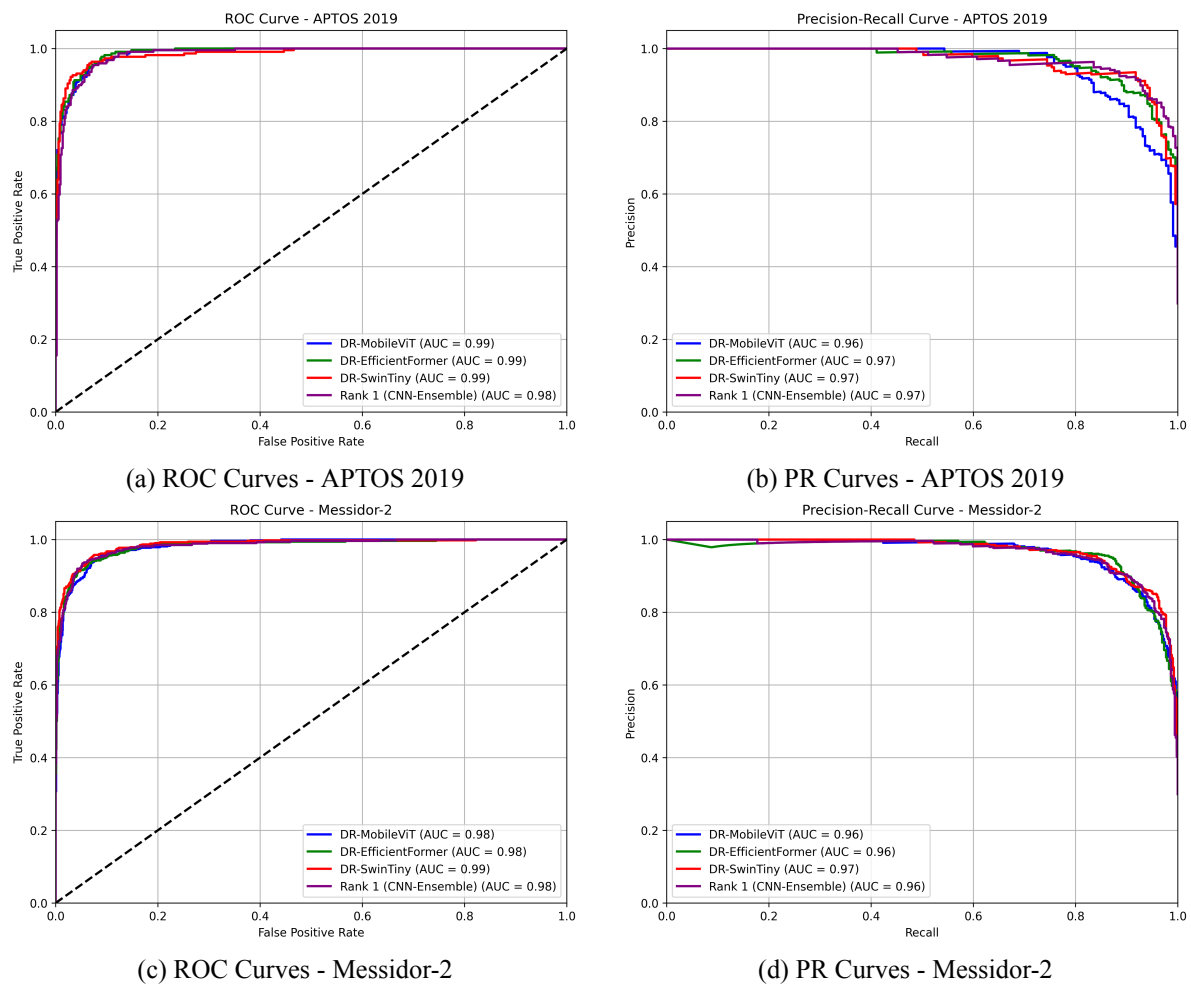 ROC Curve - APTOS 2019
True Positive Rate
1.0
0.8
0.6
0.4
0.2
0.0
DR-MobileViT (AUC = 0.99)
DR-EfficientFormer (AUC = 0.99)
DR-SwinTiny (AUC = 0.99)
Rank 1 (CNN-Ensemble) (AUC = 0.98)
0.0 0.2 0.4 0.6 0.8 1.0
False Positive Rate
(a) ROC Curves - APTOS 2019
Precision-Recall Curve - APTOS 2019
Precision
1.0
0.8
0.6
0.4
0.2
0.0
DR-MobileViT (AUC = 0.96)
DR-EfficientFormer (AUC = 0.97)
DR-SwinTiny (AUC = 0.97)
Rank 1 (CNN-Ensemble) (AUC = 0.97)
0.0 0.2 0.4 0.6 0.8 1.0
Recall
(b) PR Curves - APTOS 2019
ROC Curve - Messidor-2
True Positive Rate
1.0
0.8
0.6
0.4
0.2
0.0
DR-MobileViT (AUC = 0.98)
DR-EfficientFormer (AUC = 0.98)
DR-SwinTiny (AUC = 0.99)
Rank 1 (CNN-Ensemble) (AUC = 0.98)
0.0 0.2 0.4 0.6 0.8 1.0
False Positive Rate
(c) ROC Curves - Messidor-2
Precision-Recall Curve - Messidor-2
Precision
1.0
0.8
0.6
0.4
0.2
0.0
DR-MobileViT (AUC = 0.96)
DR-EfficientFormer (AUC = 0.96)
DR-SwinTiny (AUC = 0.97)
Rank 1 (CNN-Ensemble) (AUC = 0.96)
0.0 0.2 0.4 0.6 0.8 1.0
Recall
(d) PR Curves - Messidor-2